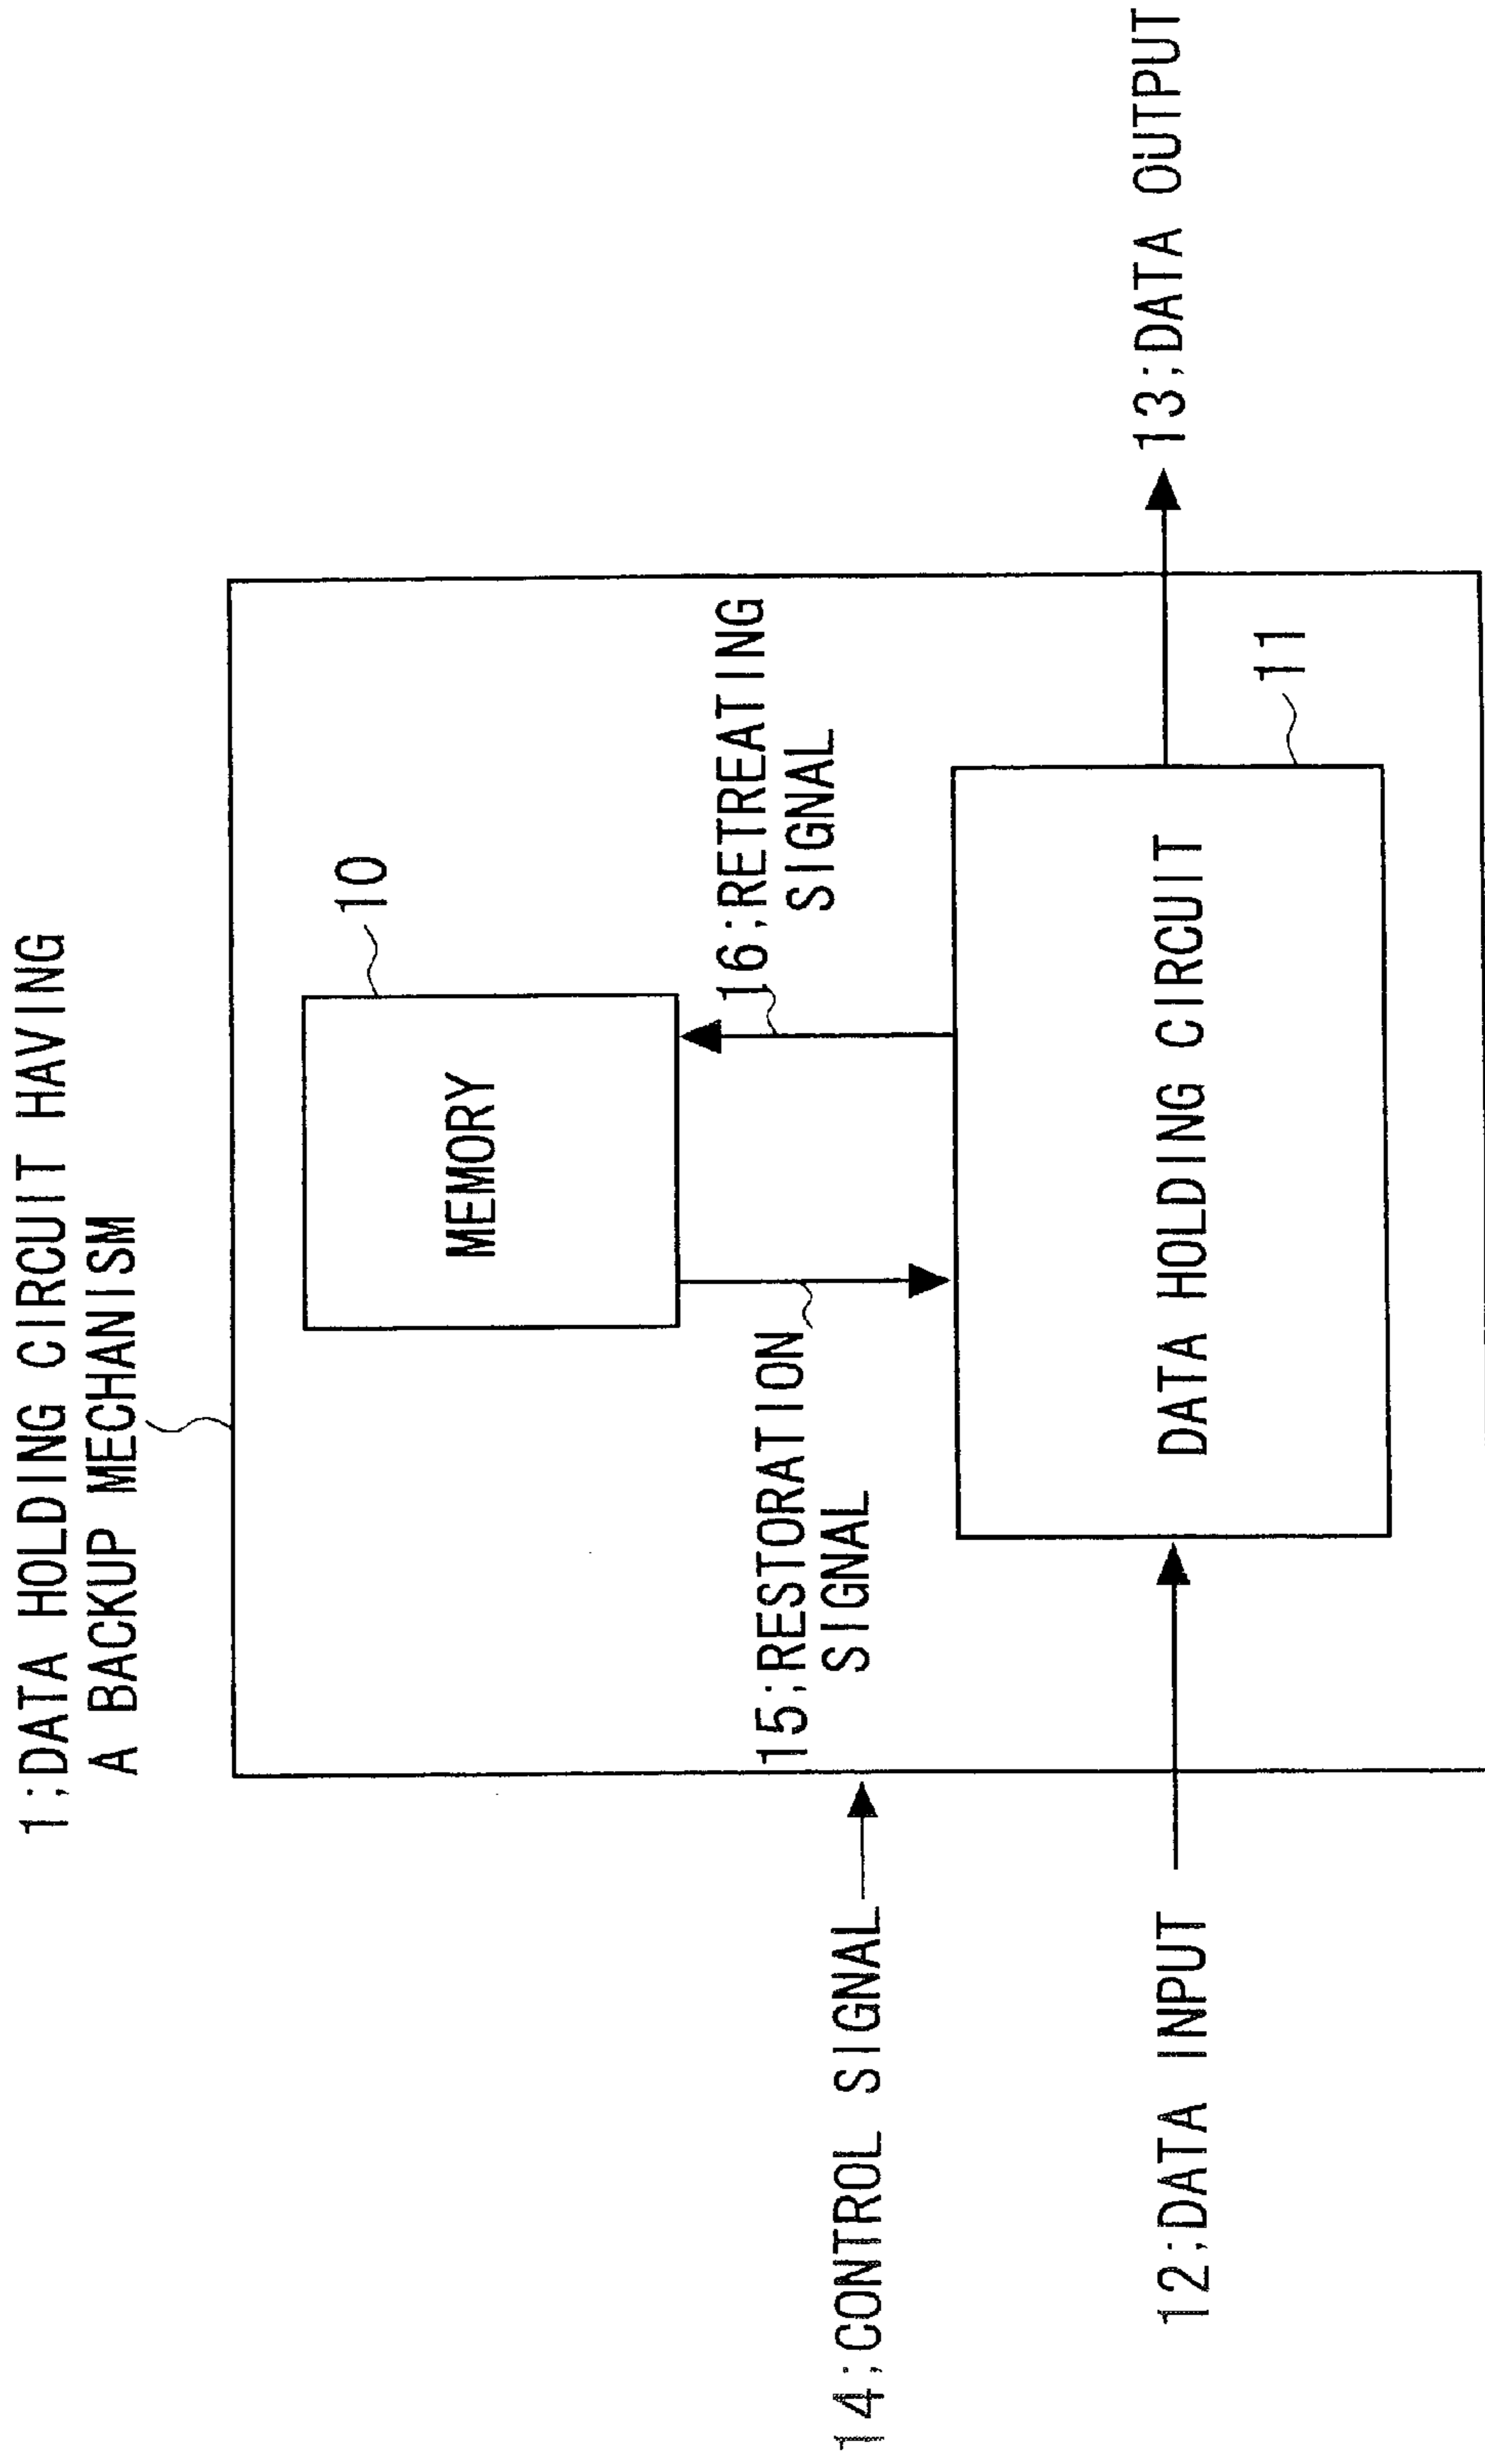 1;DATA HOLDING CIRCUIT HAVING
A BACKUP MECHANISM
10
MEMORY
15;RESTORATION
SIGNAL
16;RETREATING
SIGNAL
14;CONTROL SIGNAL
11
DATA HOLDING CIRCUIT
12;DATA INPUT
13;DATA OUTPUT